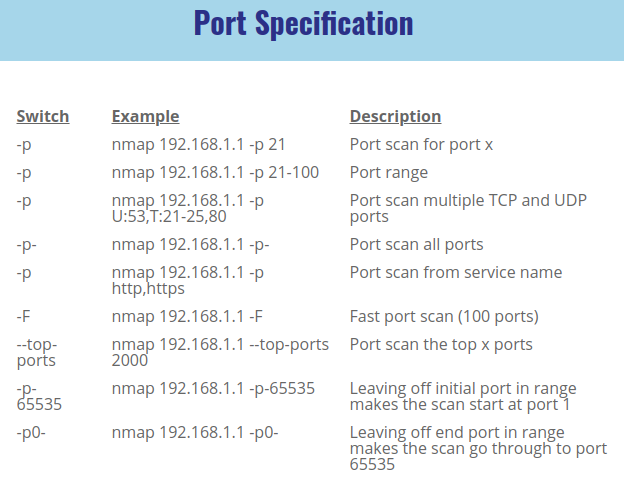 Port Specification
Switch Example Description
-p nmap 192.168.1.1 -p 21 Port scan for port x
-p nmap 192.168.1.1 -p 21-100 Port range
-p nmap 192.168.1.1 -p Port scan multiple TCP and UDP
U:53,T:21-25,80 ports
-p- nmap 192.168.1.1 -p- Port scan all ports
-p nmap 192.168.1.1 -p Port scan from service name
http,https
-F nmap 192.168.1.1 -F Fast port scan (100 ports)
--top- nmap 192.168.1.1 --top-ports Port scan the top x ports
ports 2000
-p- nmap 192.168.1.1 -p-65535 Leaving off initial port in range
65535 makes the scan start at port 1
-p0- nmap 192.168.1.1 -p0- Leaving off end port in range
makes the scan go through to port
65535